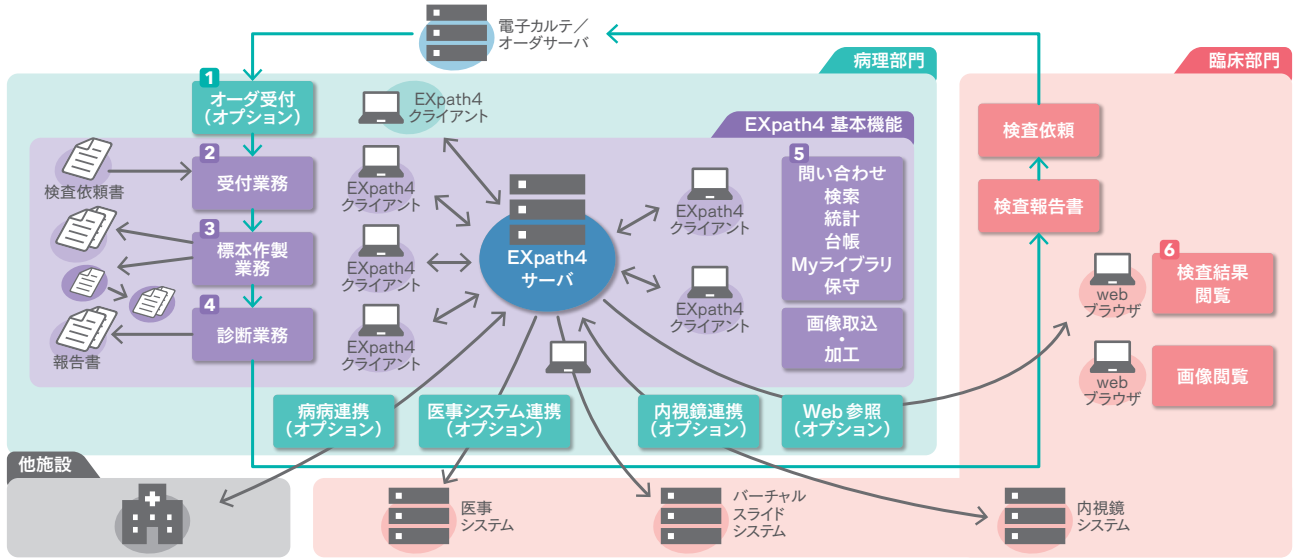 電子カルテ／
オーダサーバ
病理部門
臨床部門
1
オーダ受付
（オプション）
EXpath4
クライアント
EXpath4 基本機能
検査依頼
2
受付業務
検査依頼書
EXpath4
クライアント
EXpath4
クライアント
5
問い合わせ
検索
統計
台帳
Myライブラリ
保守
検査報告書
3
標本作製
業務
EXpath4
クライアント
EXpath4
サーバ
EXpath4
クライアント
6
検査結果
閲覧
web
ブラウザ
4
診断業務
報告書
EXpath4
クライアント
画像取込
・
加工
web
ブラウザ
画像閲覧
病病連携
（オプション）
医事システム連携
（オプション）
内視鏡連携
（オプション）
Web 参照
（オプション）
他施設
医事
システム
バーチャル
スライド
システム
内視鏡
システム